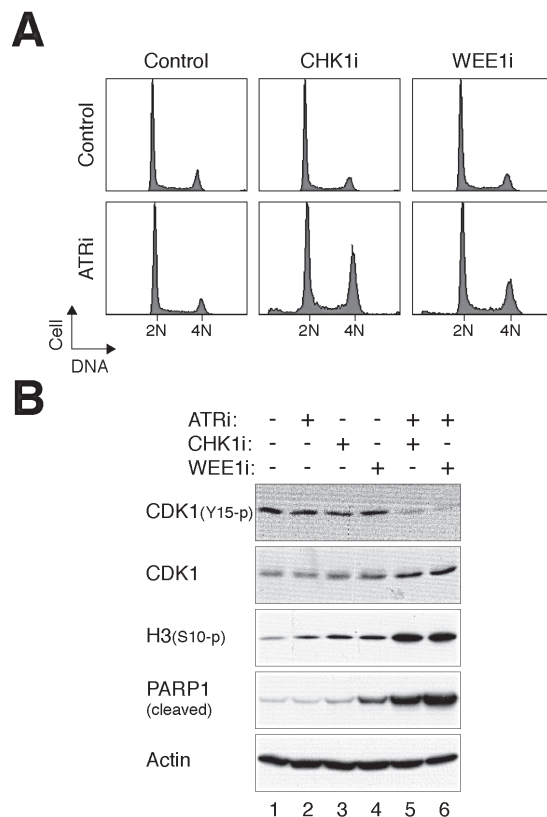 A
Control CHK1i WEE1i
Control
ATRi
Cell
DNA
2N 4N 2N 4N 2N 4N
B
ATRi: - + - - + +
CHK1i: - - + - + -
WEE1i: - - - + - +
CDK1(Y15-p)
CDK1
H3(S10-p)
PARP1
(cleaved)
Actin
1 2 3 4 5 6